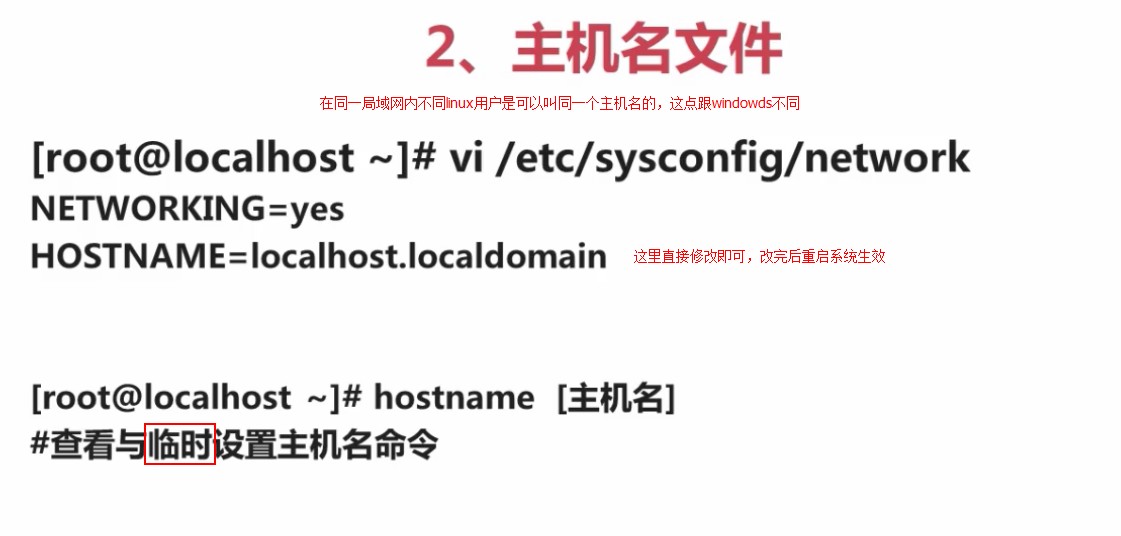 2、主机名文件
在同一局域网内不同linux用户是可以叫同一个主机名的，这点跟windowds不同
[root@localhost ~]# vi /etc/sysconfig/network
NETWORKING=yes
HOSTNAME=localhost.localdomain 这里直接修改即可，改完后重启系统生效
[root@localhost ~]# hostname [主机名]
#查看与临时设置主机名命令